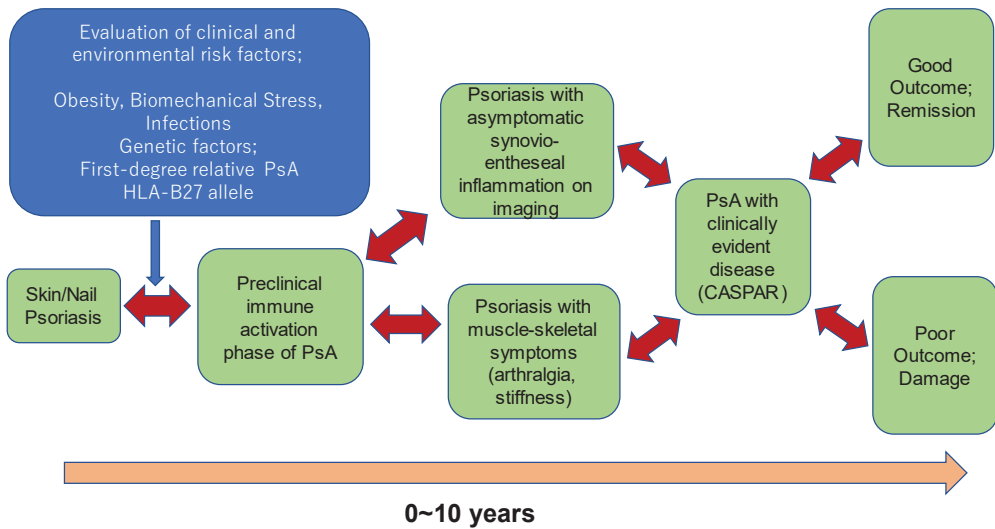 Evaluation of clinical and
environmental risk factors;
Obesity, Biomechanical Stress,
Infections
Genetic factors;
First-degree relative PsA
HLA-B27 allele
Skin/Nail
Psoriasis
Preclinical
immune
activation
phase of PsA
Psoriasis with
asymptomatic
synovio-
entheseal
inflammation on
imaging
Psoriasis with
muscle-skeletal
symptoms
(arthralgia,
stiffness)
PsA with
clinically
evident
disease
(CASPAR)
Good
Outcome;
Remission
Poor
Outcome;
Damage
0~10 years